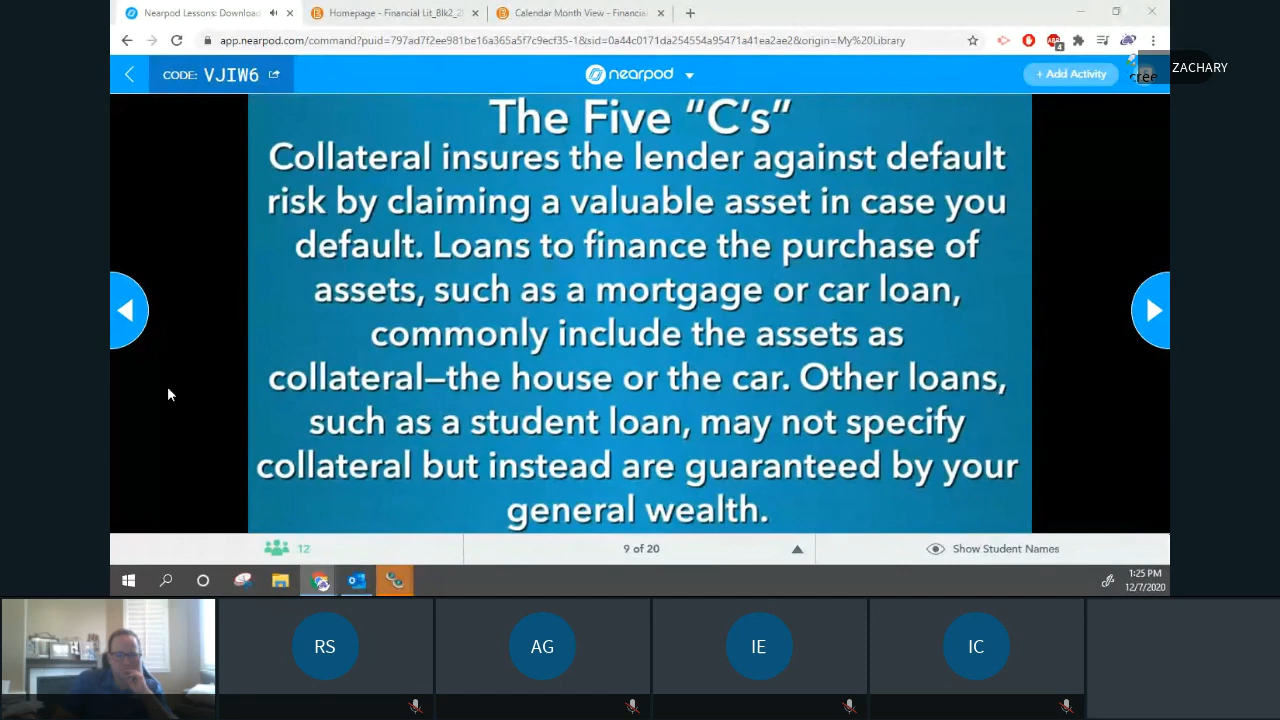 Nearpod Lessons: Download
Homepage - Financial Lit_Blk2_2
Calendar Month View - Financial
app.nearpod.com/command?puid=797ad7f2ee981be16a365a5f7c9ecf35-1&sid=0a44c0171da254554a95471a41ea2ae2&origin=My%20Library
4
ZACHARY
CODE: VJIW6
nearpod
+ Add Activity
cree
The Five “C’s”
Collateral insures the lender against default
risk by claiming a valuable asset in case you
default. Loans to finance the purchase of
assets, such as a mortgage or car loan,
commonly include the assets as
collateral—the house or the car. Other loans,
such as a student loan, may not specify
collateral but instead are guaranteed by your
general wealth.
12
9 of 20
Show Student Names
1:25 PM
12/7/2020
RS
AG
IE
IC